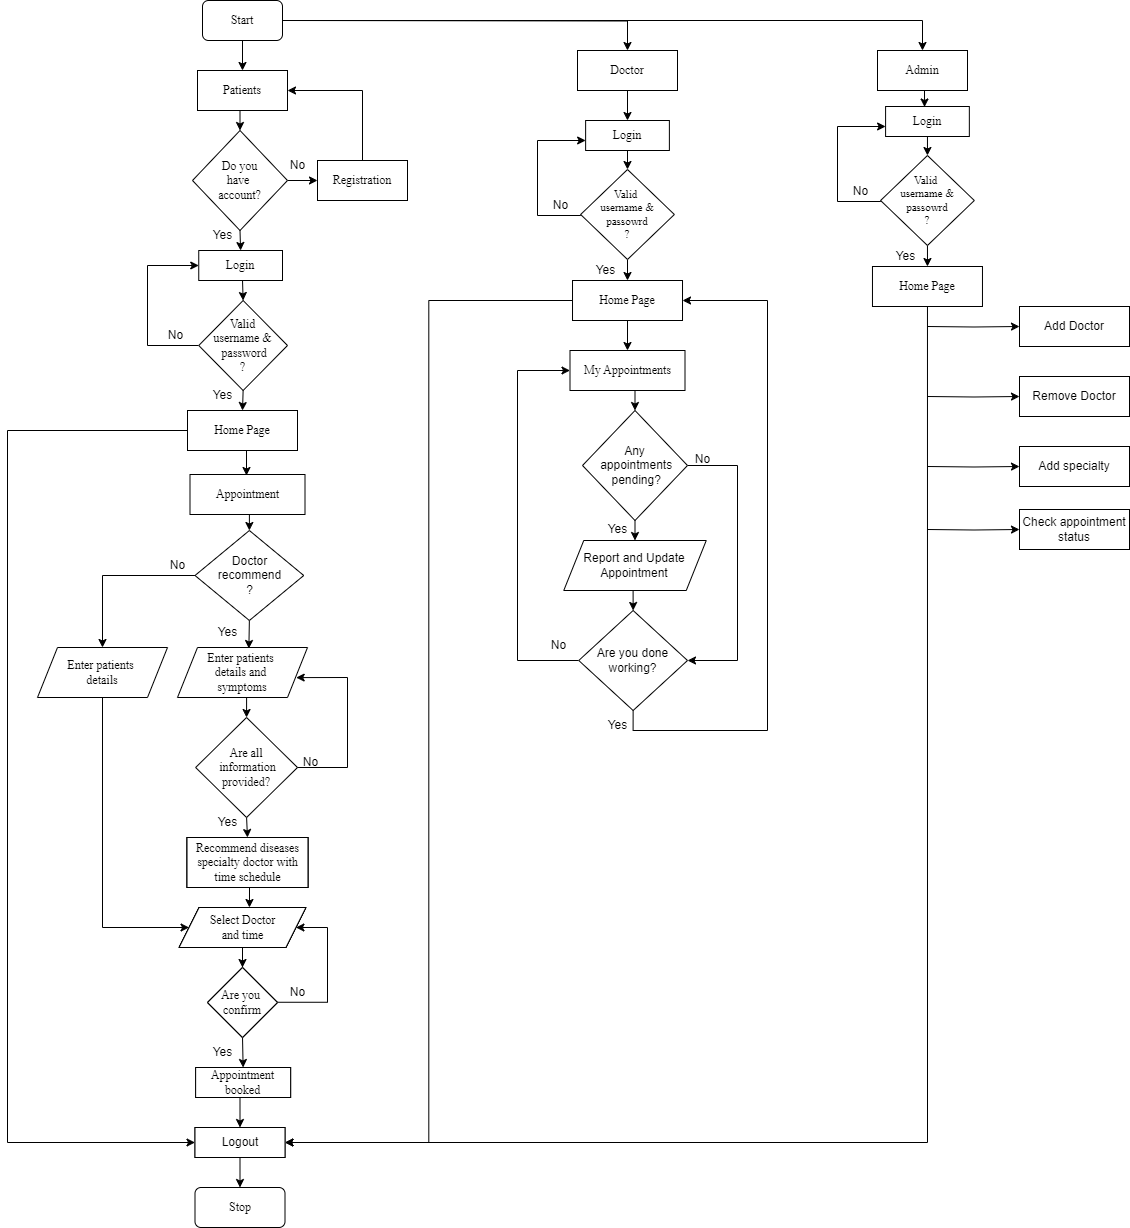 Start
Patients
Do you
have
account?
No
Registration
Yes
Login
Valid
username &
password
?
No
Yes
Home Page
Appointment
Doctor
recommend
?
No
Yes
Enter patients
details
Enter patients
details and
symptoms
Are all
information
provided?
No
Yes
Recommend diseases
specialty doctor with
time schedule
Select Doctor
and time
Are you
confirm
No
Yes
Appointment
booked
Logout
Stop
Doctor
Login
Valid
username &
passowrd
?
No
Yes
Home Page
My Appointments
Any
appointments
pending?
No
Yes
Report and Update
Appointment
Are you done
working?
No
Yes
Admin
Login
Valid
username &
passowrd
?
No
Yes
Home Page
Add Doctor
Remove Doctor
Add specialty
Check appointment
status